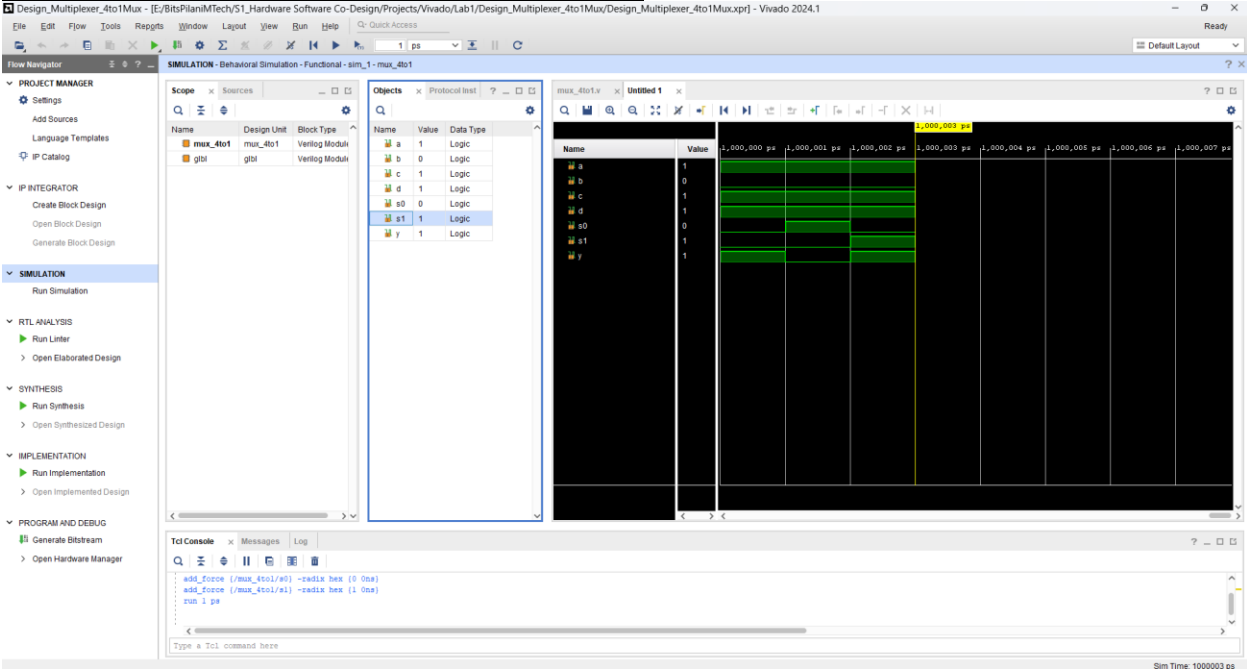 Design_Multiplexer_4to1Mux - [E:/BitsPilaniMTech/S1_Hardware Software Co-Design/Projects/Vivado/Lab1/Design_Multiplexer_4to1Mux/Design_Multiplexer_4to1Mux.xpr] - Vivado 2024.1
File Edit Flow Tools Reports Window Layout View Run Help Quick Access Ready
1 ps Default Layout
Flow Navigator
PROJECT MANAGER
Settings
Add Sources
Language Templates
IP Catalog
IP INTEGRATOR
Create Block Design
Open Block Design
Generate Block Design
SIMULATION
Run Simulation
RTL ANALYSIS
Run Linter
Open Elaborated Design
SYNTHESIS
Run Synthesis
Open Synthesized Design
IMPLEMENTATION
Run Implementation
Open Implemented Design
PROGRAM AND DEBUG
Generate Bitstream
Open Hardware Manager
SIMULATION - Behavioral Simulation - Functional - sim_1 - mux_4to1
Scope Sources
Name Design Unit Block Type
mux_4to1 mux_4to1 Verilog Module
glbl glbl Verilog Module
Objects Protocol Inst
Name Value Data Type
a 1 Logic
b 0 Logic
c 1 Logic
d 1 Logic
s0 0 Logic
s1 1 Logic
y 1 Logic
mux_4to1.v Untitled 1
1,000,003 ps
Name Value 1,000,000 ps 1,000,001 ps 1,000,002 ps 1,000,003 ps 1,000,004 ps 1,000,005 ps 1,000,006 ps 1,000,007 ps
a 1
b 0
c 1
d 1
s0 0
s1 1
y 1
Tcl Console Messages Log
add_force {/mux_4to1/s0} -radix hex {0 0ns}
add_force {/mux_4to1/s1} -radix hex {1 0ns}
run 1 ps
Type a Tcl command here
Sim Time: 1000003 ps